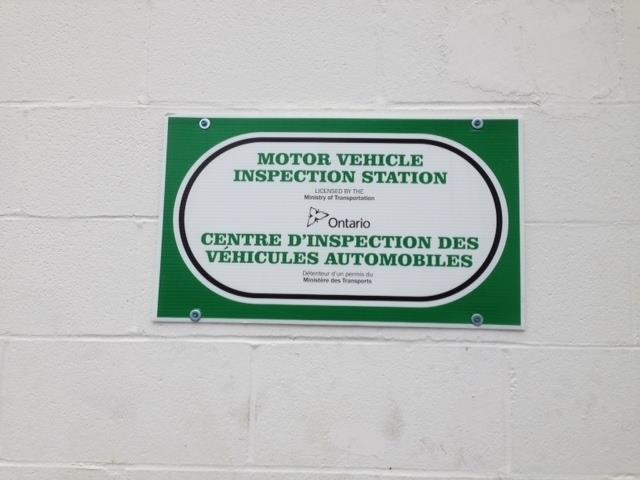 MOTOR VEHICLE
INSPECTION STATION
LICENSED BY THE
Ministry of Transportation
Ontario
CENTRE D'INSPECTION DES
VÉHICULES AUTOMOBILES
Détenteur d'un permis du
Ministère des Transports